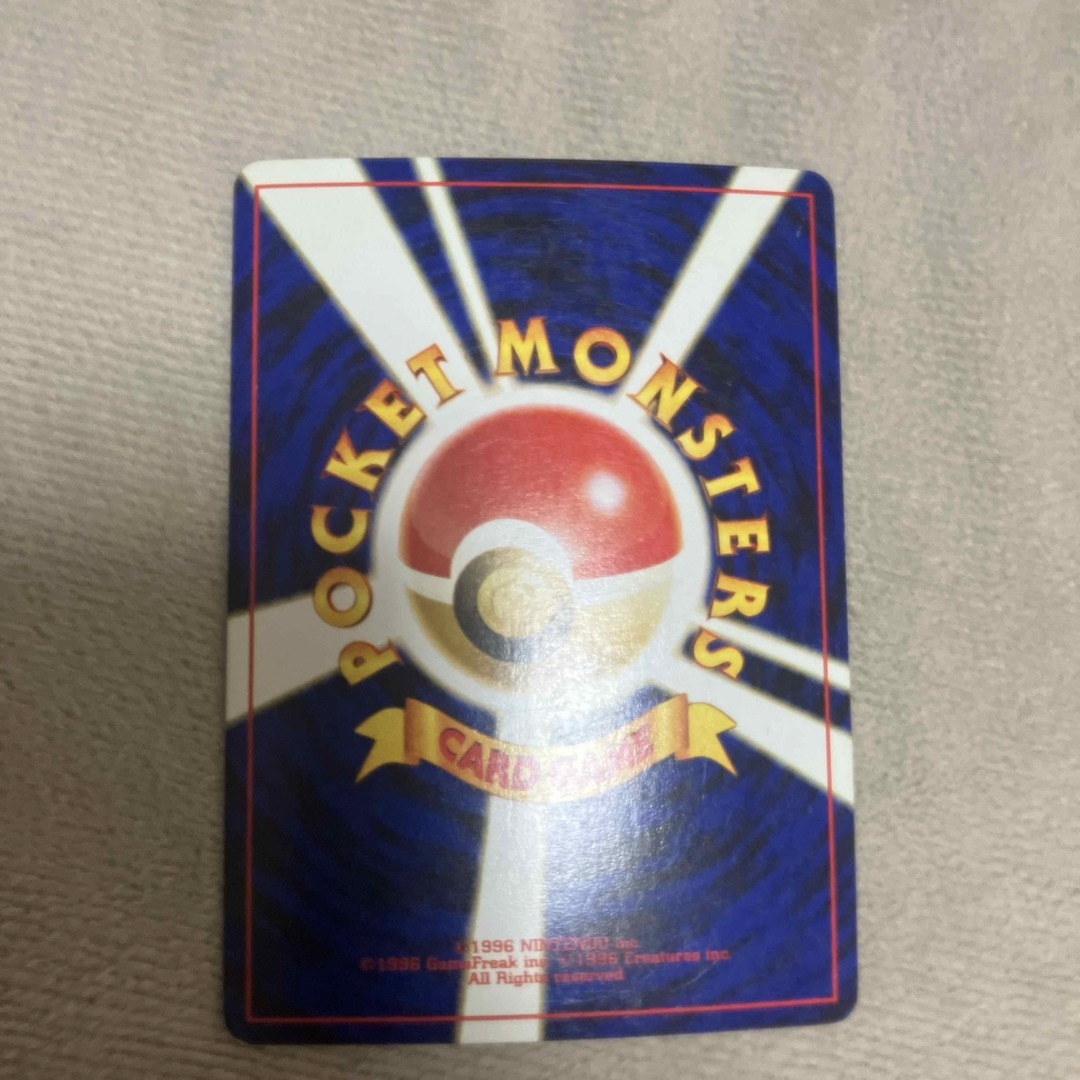 POCKET MONSTERS
CARD GAME
©1996 NINTENDO inc.
©1996 GameFreak inc. ©1996 Creatures inc.
All Rights reserved.